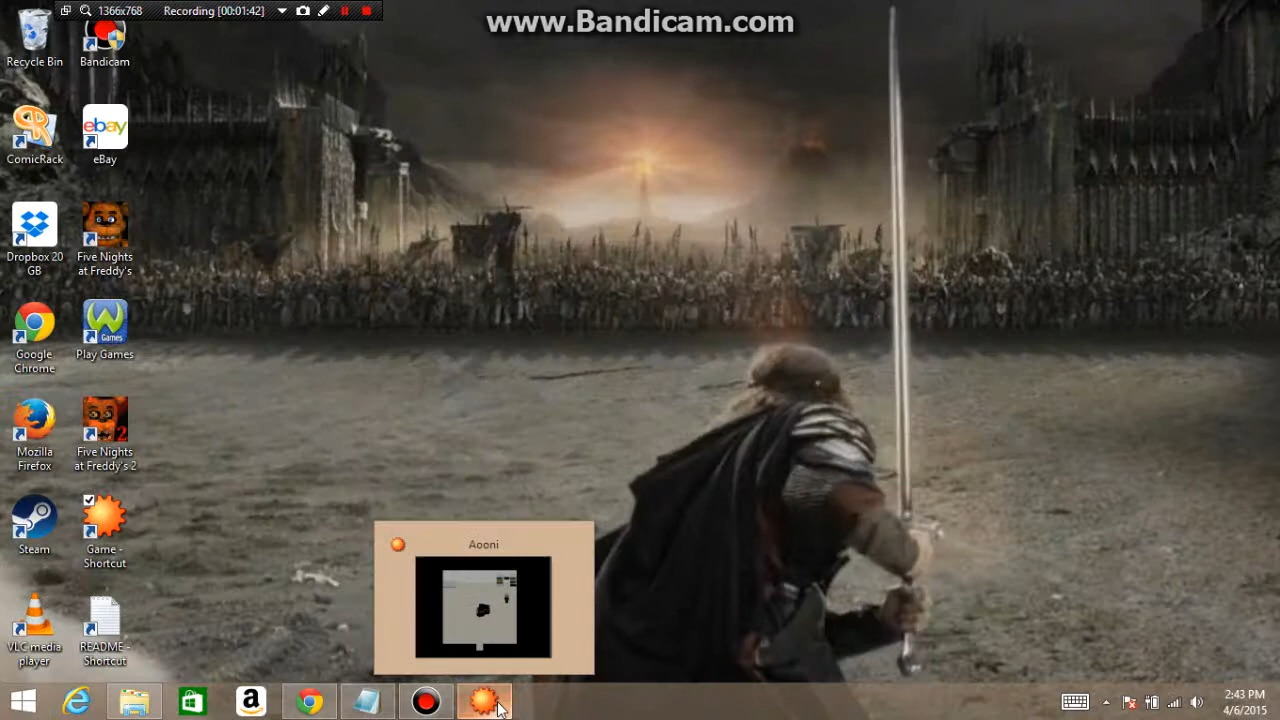 1366x768
Recording [00:01:42]
www.Bandicam.com
Recycle Bin
Bandicam
ComicRack
ebay
eBay
Dropbox 20
GB
Five Nights
at Freddy's
Google
Chrome
Games
Play Games
Mozilla
Firefox
2
Five Nights
at Freddy's 2
Steam
Game -
Shortcut
VLC media
player
README -
Shortcut
Aooni
a
2:43 PM
4/6/2015